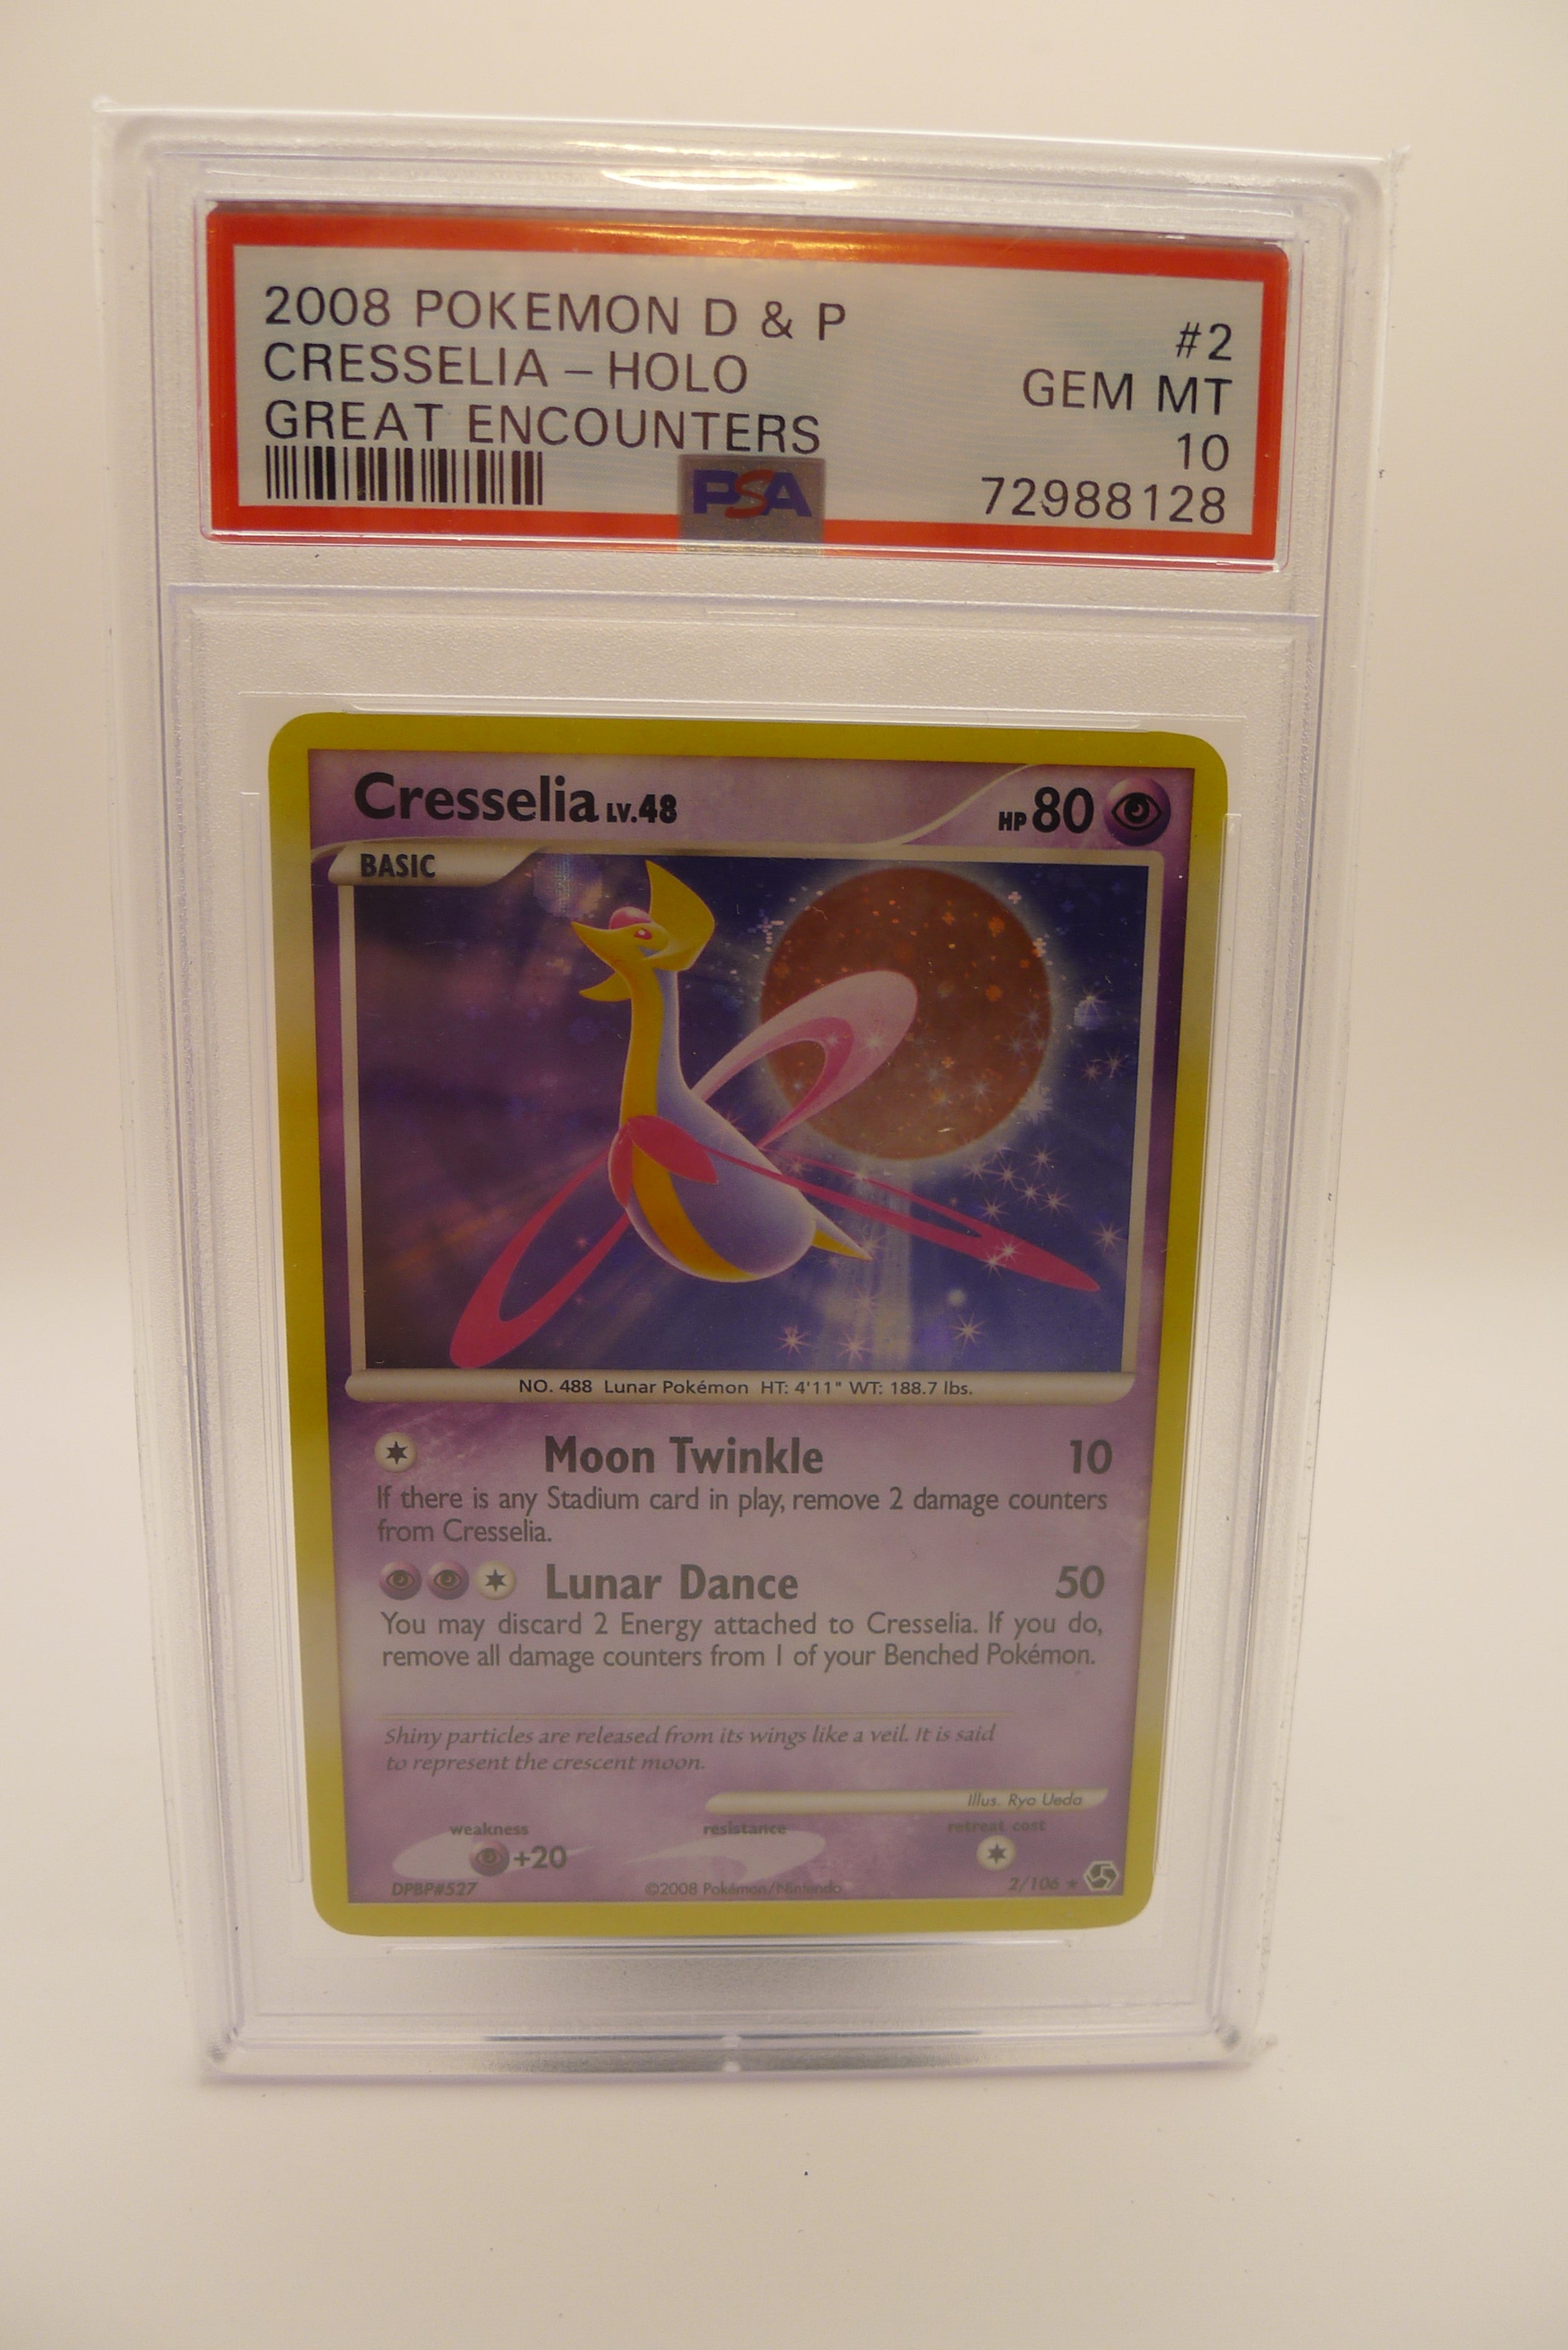 2008 POKEMON D & P
#2
CRESSELIA – HOLO
GEM MT
GREAT ENCOUNTERS
10
PSA
72988128
Cresselia LV.48
HP 80
BASIC
NO. 488 Lunar Pokémon HT: 4'11" WT: 188.7 lbs.
Moon Twinkle 10
If there is any Stadium card in play, remove 2 damage counters
from Cresselia.
Lunar Dance 50
You may discard 2 Energy attached to Cresselia. If you do,
remove all damage counters from 1 of your Benched Pokémon.
Shiny particles are released from its wings like a veil. It is said
to represent the crescent moon.
Illus. Ryo Ueda
weakness resistance retreat cost
+20
DPBP#527 ©2008 Pokémon/Nintendo 2/106 ★